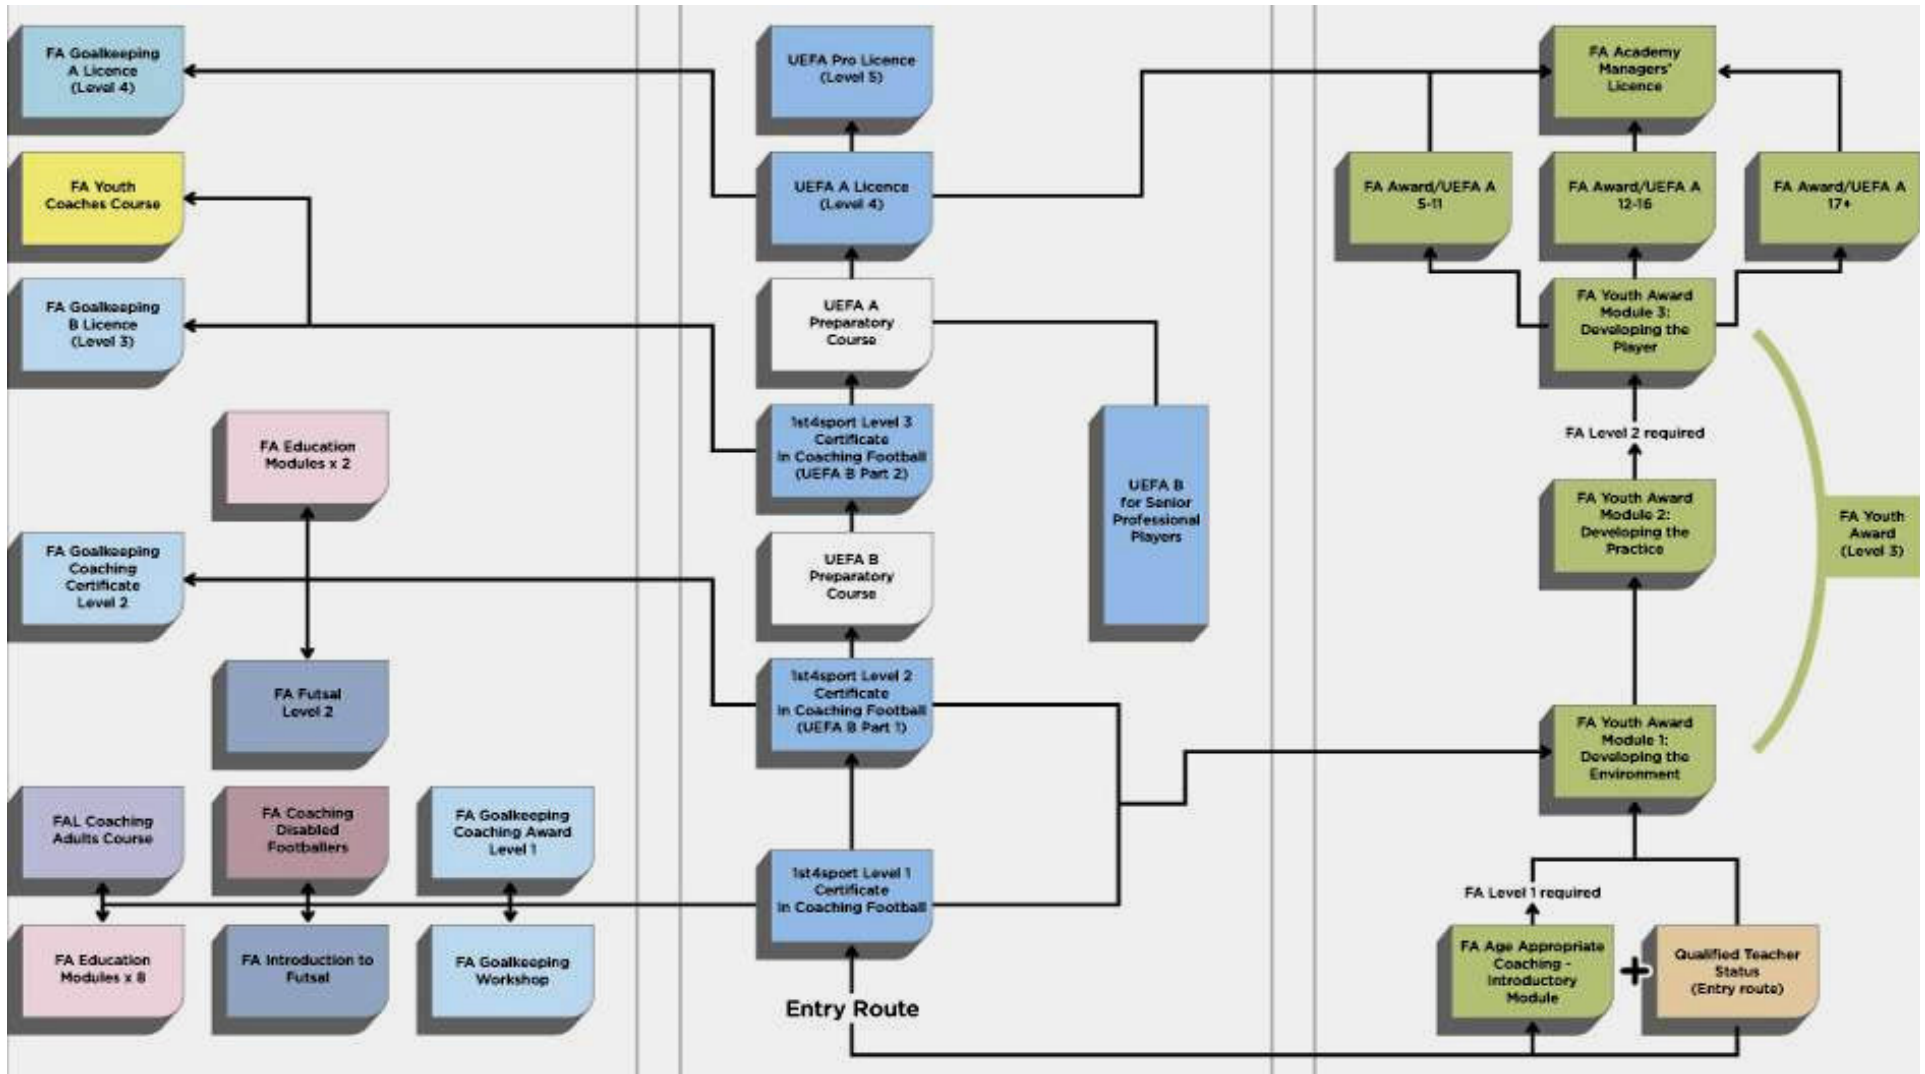 FA Goalkeeping
A Licence
(Level 4)
UEFA Pro Licence
(Level 5)
FA Academy
Managers'
Licence
FA Youth
Coaches Course
UEFA A Licence
(Level 4)
FA Award/UEFA A
5-11
FA Award/UEFA A
12-16
FA Award/UEFA A
17+
FA Goalkeeping
B Licence
(Level 3)
UEFA A
Preparatory
Course
FA Youth Award
Module 3:
Developing the
Player
FA Education
Modules x 2
1st4sport Level 3
Certificate
in Coaching Football
(UEFA B Part 2)
UEFA B
for Senior
Professional
Players
FA Level 2 required
FA Youth Award
Module 2:
Developing the
Practice
FA Youth
Award
(Level 3)
FA Goalkeeping
Coaching
Certificate
Level 2
UEFA B
Preparatory
Course
FA Futsal
Level 2
1st4sport Level 2
Certificate
in Coaching Football
(UEFA B Part 1)
FA Youth Award
Module 1:
Developing the
Environment
FAL Coaching
Adults Course
FA Coaching
Disabled
Footballers
FA Goalkeeping
Coaching Award
Level 1
1st4sport Level 1
Certificate
in Coaching Football
FA Level 1 required
FA Education
Modules x 8
FA Introduction to
Futsal
FA Goalkeeping
Workshop
FA Age Appropriate
Coaching -
Introductory
Module
+
Qualified Teacher
Status
(Entry route)
Entry Route